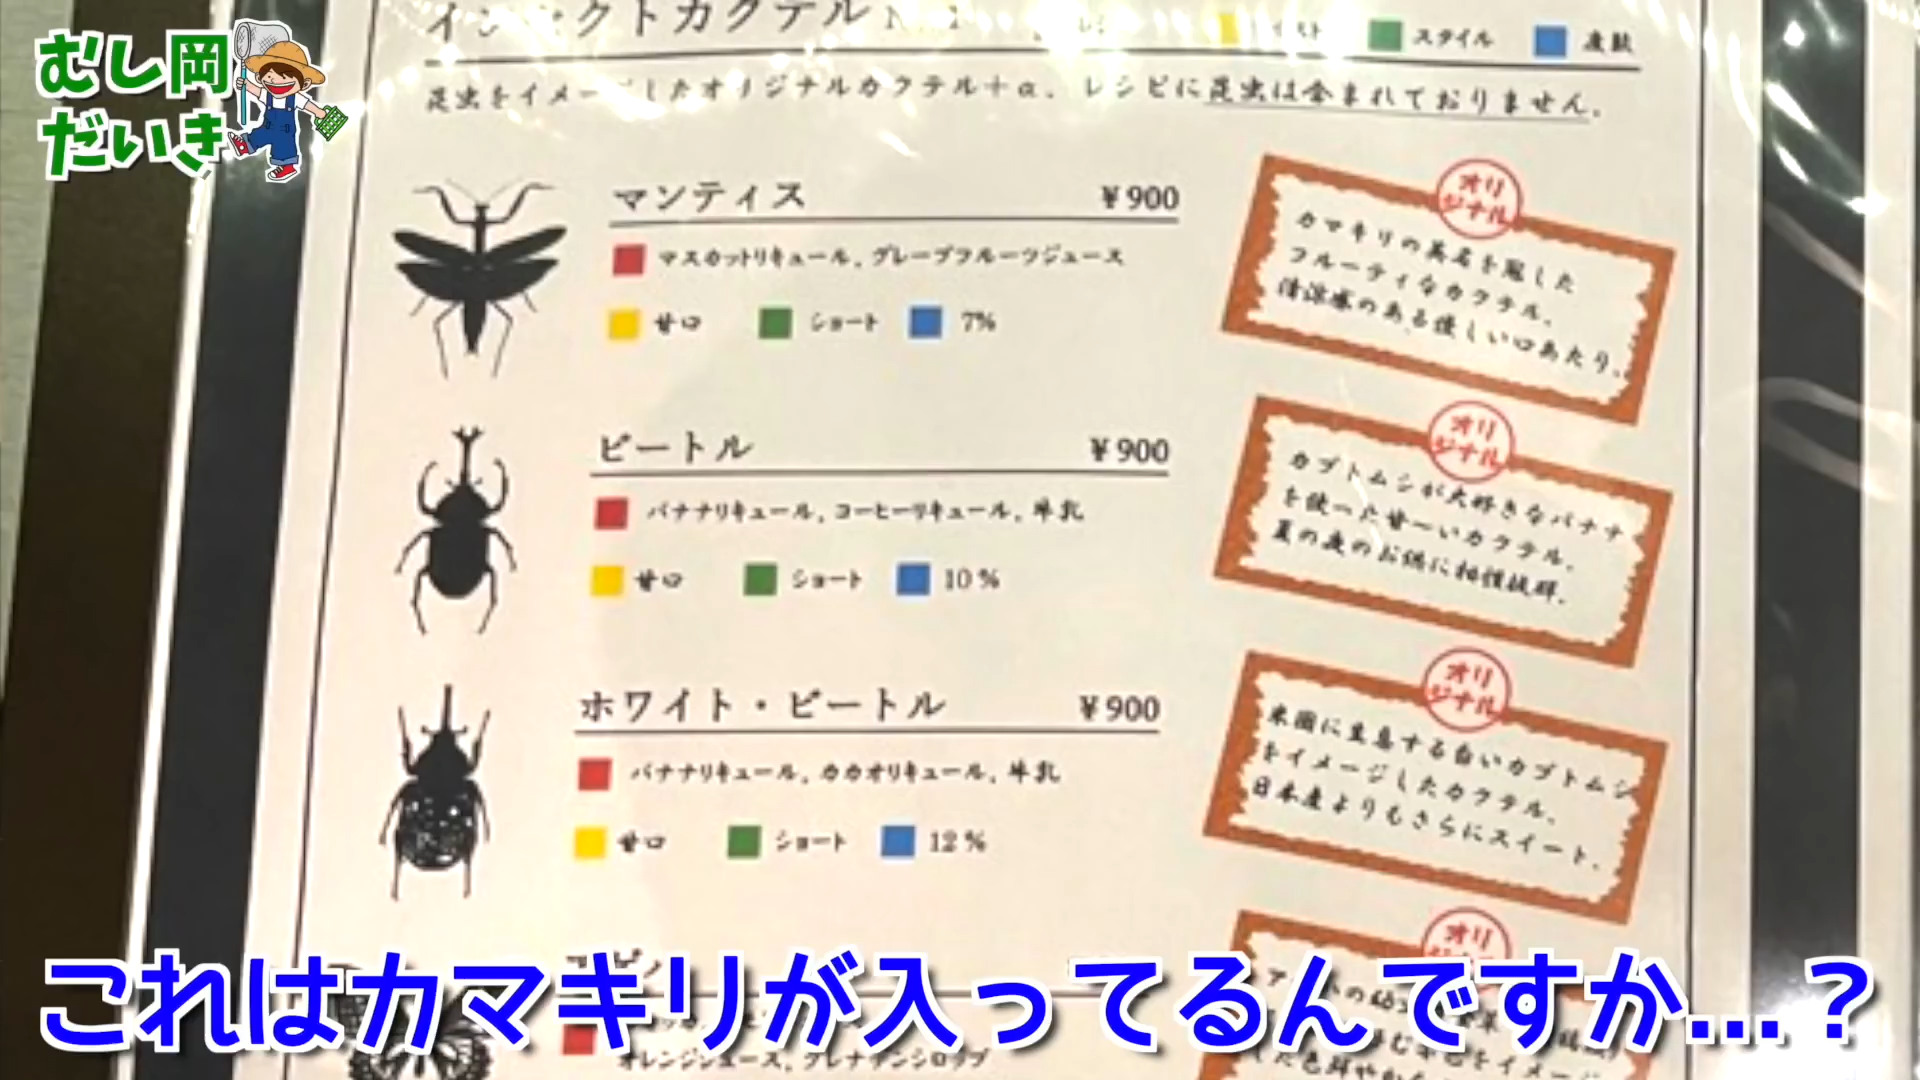 むし岡
だいき
カクテル
スタイル
度数
昆虫をイメージしたオリジナルカクテル+α. レシピに昆虫は含まれておりません.
マンティス ¥900
マスカットリキュール, グレープフルーツジュース
甘口 ショート 7%
オリ
ジナル
カマキリの英名を冠した
フルーティなカクテル.
清涼感のある優しい口あたり.
ビートル ¥900
バナナリキュール, コーヒーリキュール, 牛乳
甘口 ショート 10%
オリ
ジナル
カブトムシが大好きなバナナ
を使った甘〜いカクテル.
夏の夜のお供に相性抜群.
ホワイト・ビートル ¥900
バナナリキュール, カカオリキュール, 牛乳
甘口 ショート 12%
オリ
ジナル
米国に生息する白いカブトムシ
をイメージしたカクテル.
日本産よりもさらにスイート.
オリ
オレンジジュース, グレナデンシロップ
これはカマキリが入ってるんですか...？